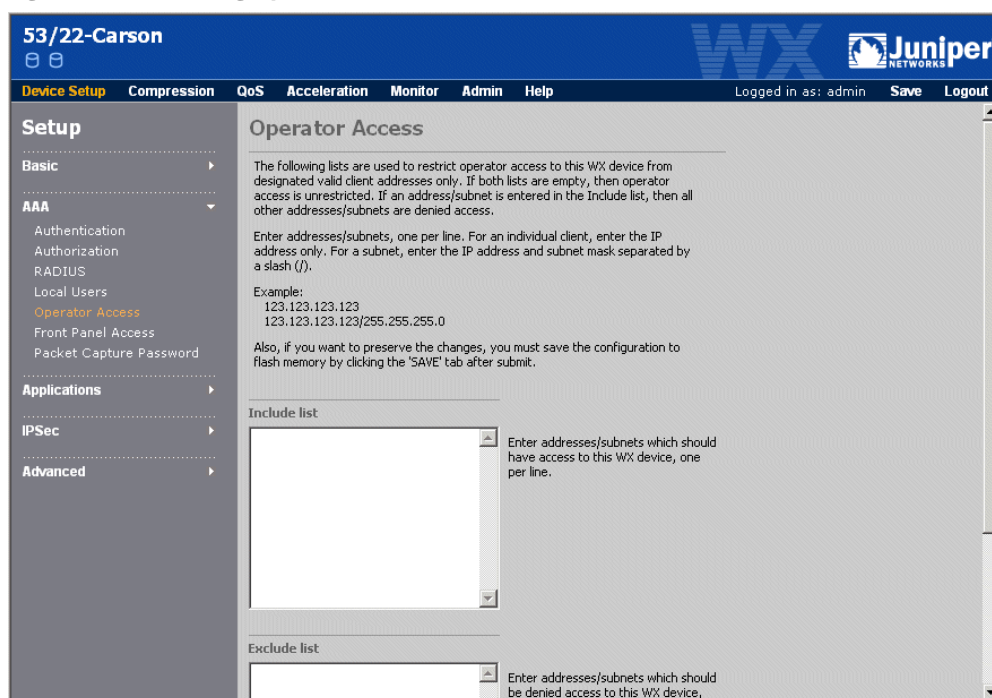 53/22-Carson
WX
Juniper
NETWORKS
Device Setup Compression QoS Acceleration Monitor Admin Help Logged in as: admin Save Logout
Setup
Basic
AAA
Authentication
Authorization
RADIUS
Local Users
Operator Access
Front Panel Access
Packet Capture Password
Applications
IPSec
Advanced
Operator Access
The following lists are used to restrict operator access to this WX device from
designated valid client addresses only. If both lists are empty, then operator
access is unrestricted. If an address/subnet is entered in the Include list, then all
other addresses/subnets are denied access.
Enter addresses/subnets, one per line. For an individual client, enter the IP
address only. For a subnet, enter the IP address and subnet mask separated by
a slash (/).
Example:
123.123.123.123
123.123.123.123/255.255.255.0
Also, if you want to preserve the changes, you must save the configuration to
flash memory by clicking the 'SAVE' tab after submit.
Include list
Enter addresses/subnets which should
have access to this WX device, one
per line.
Exclude list
Enter addresses/subnets which should
be denied access to this WX device,